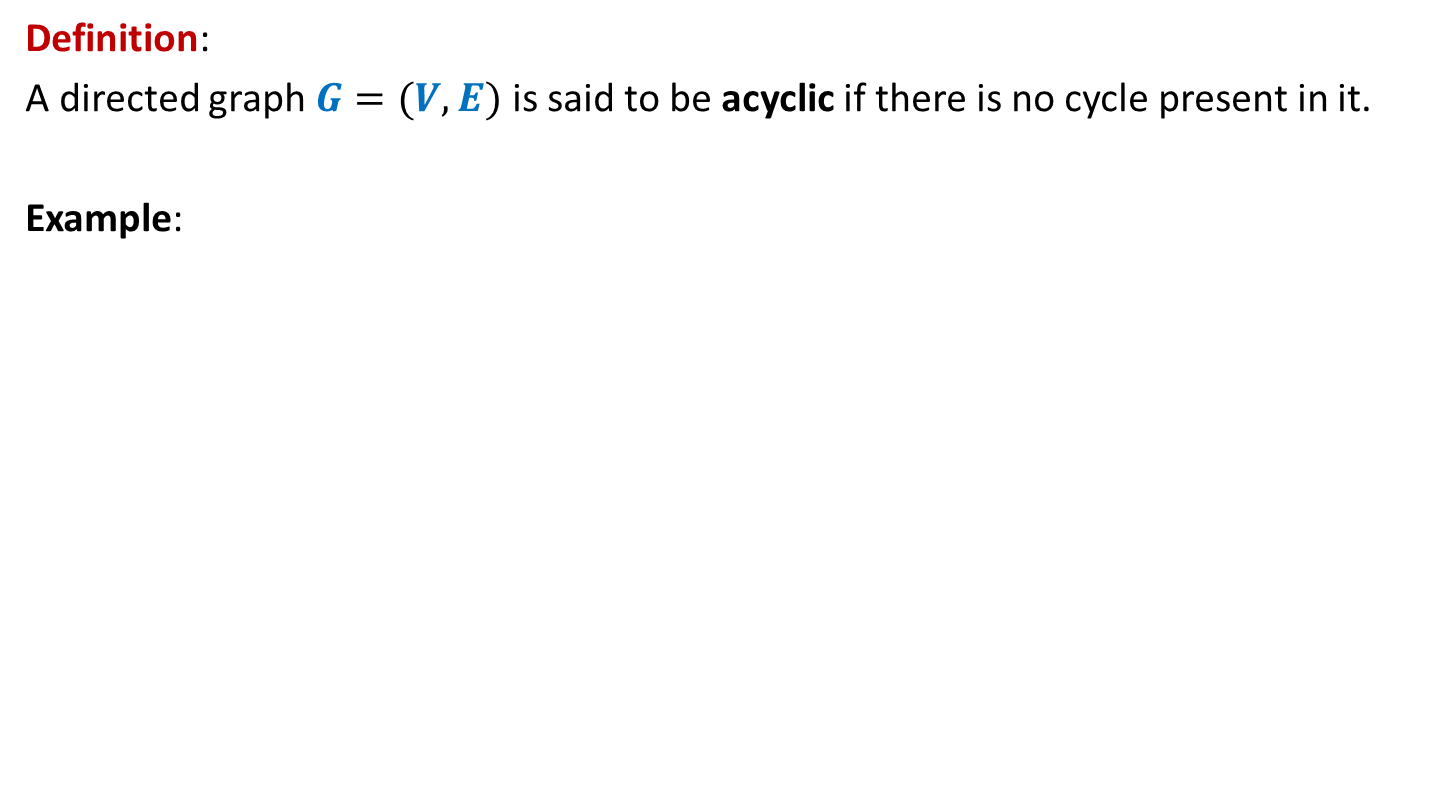 Definition:
A directed graph G = (V, E) is said to be acyclic if there is no cycle present in it.
Example: